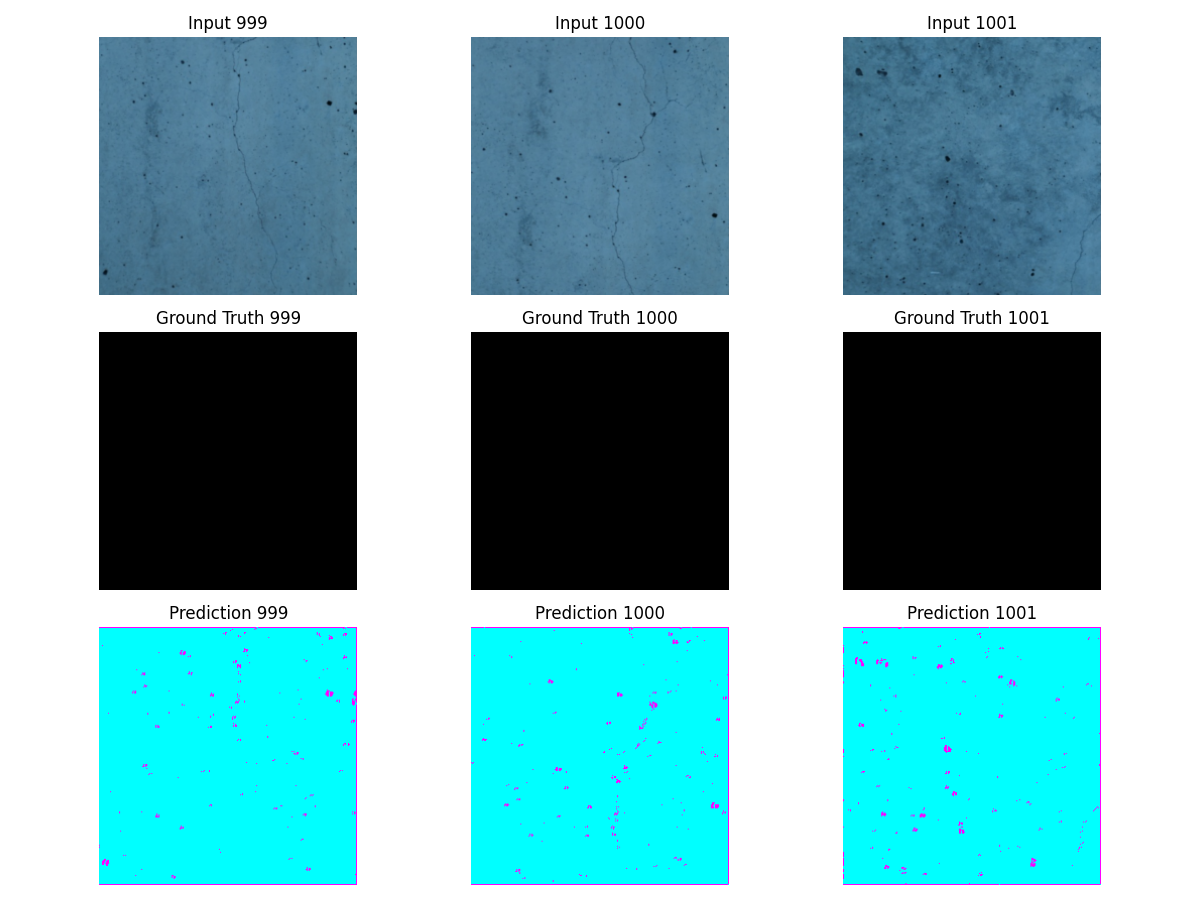 Input 999
Input 1000
Input 1001
Ground Truth 999
Ground Truth 1000
Ground Truth 1001
Prediction 999
Prediction 1000
Prediction 1001